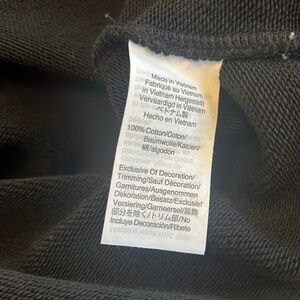 Made in Vietnam
Fabriqué au Vietnam
in Vietnam Hergestellt
Vervaardigd in Vietnam
ベトナム製
Hecho en Vietnam
100%Cotton/Coton/
Baumwolle/Katoen/
綿/algodón
Exclusive Of Decoration/
Trimming/Sauf Décoration/
Garnitures/Ausgenommen
Dekoration/Besatz/Exclusief
Versiering/Garneersel/装飾
部分を除く/トリム部/No
Incluye Decoración/Ribete